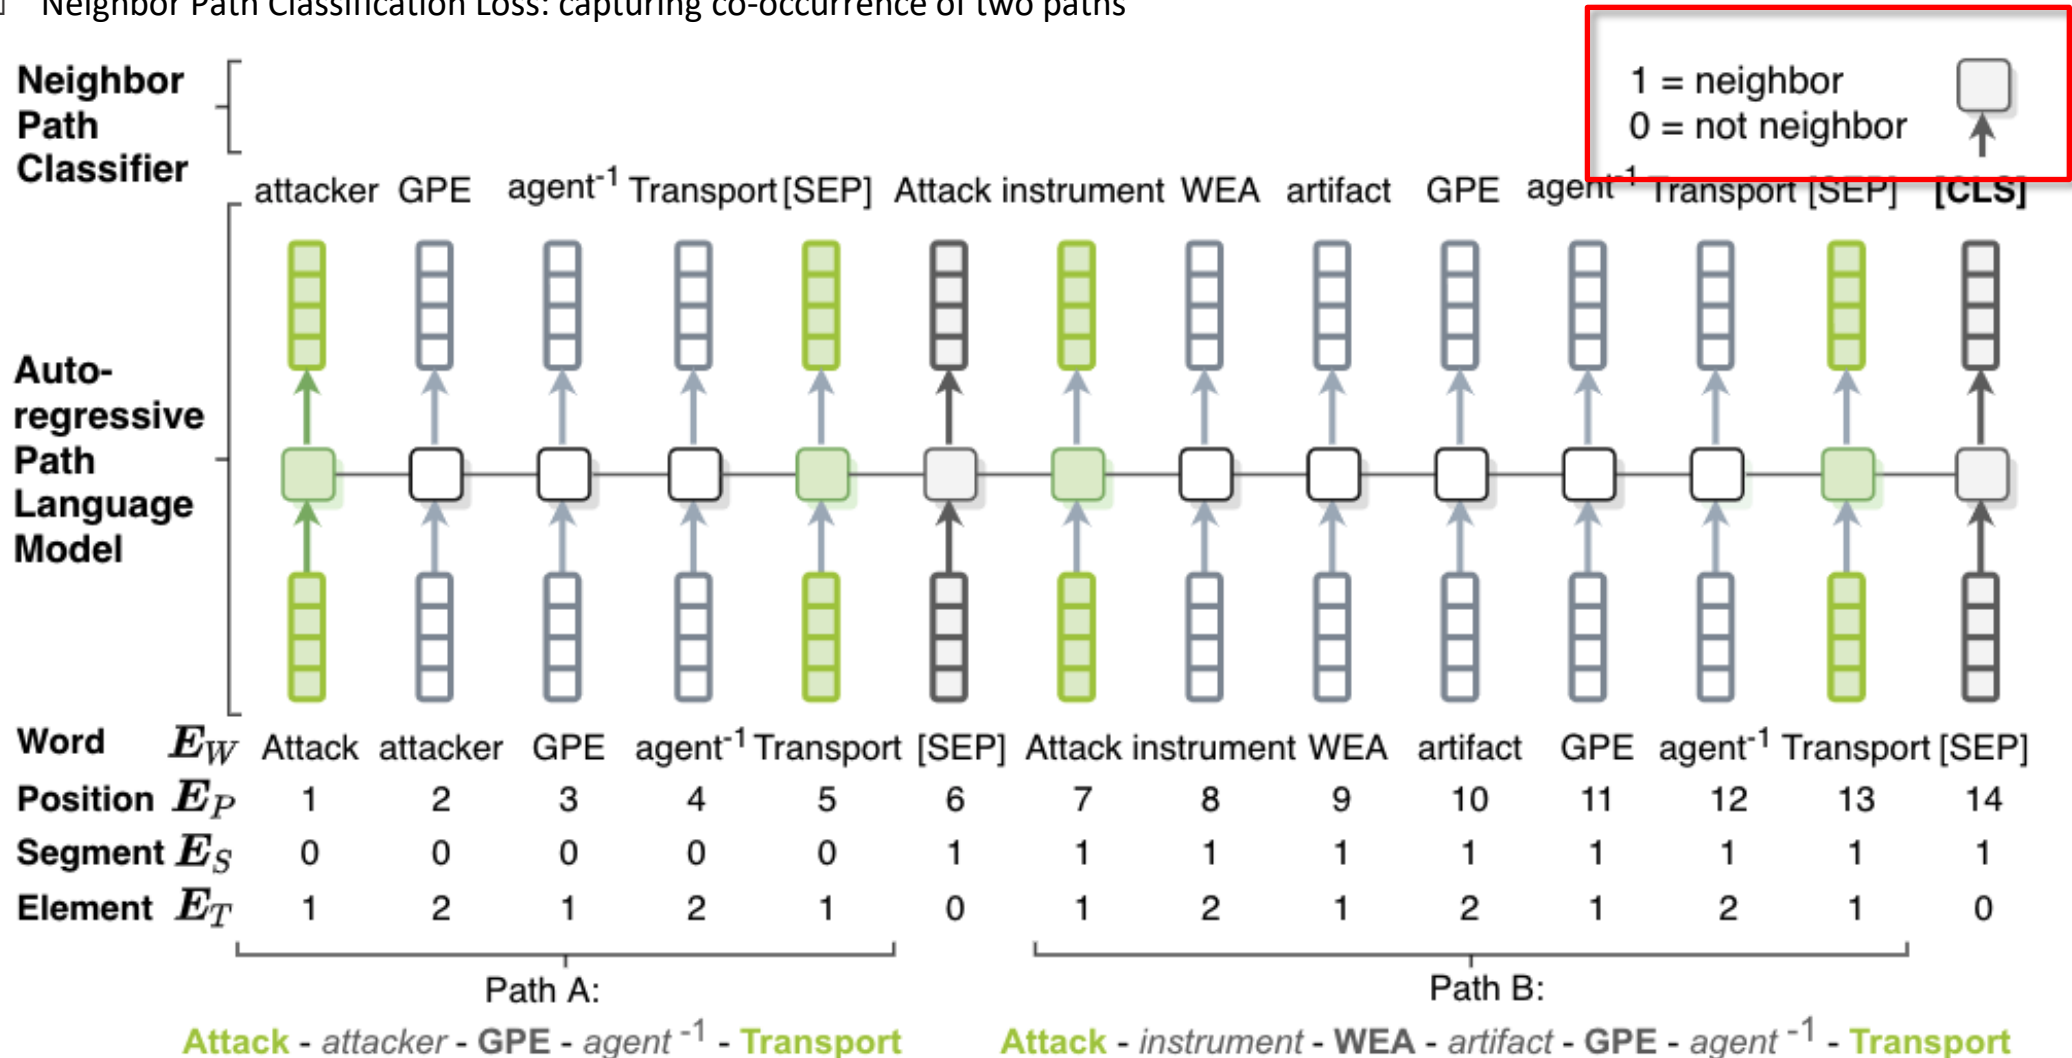 Neighbor Path Classification Loss: capturing co-occurrence of two paths
Neighbor
Path
Classifier
1 = neighbor
0 = not neighbor
attacker GPE agent-1 Transport [SEP] Attack instrument WEA artifact GPE agent-1 Transport [SEP] [CLS]
Auto-
regressive
Path
Language
Model
Word EW Attack attacker GPE agent-1 Transport [SEP] Attack instrument WEA artifact GPE agent-1 Transport [SEP]
Position EP 1 2 3 4 5 6 7 8 9 10 11 12 13 14
Segment ES 0 0 0 0 0 1 1 1 1 1 1 1 1 1
Element ET 1 2 1 2 1 0 1 2 1 2 1 2 1 0
Path A: Path B:
Attack - attacker - GPE - agent -1 - Transport Attack - instrument - WEA - artifact - GPE - agent -1 - Transport